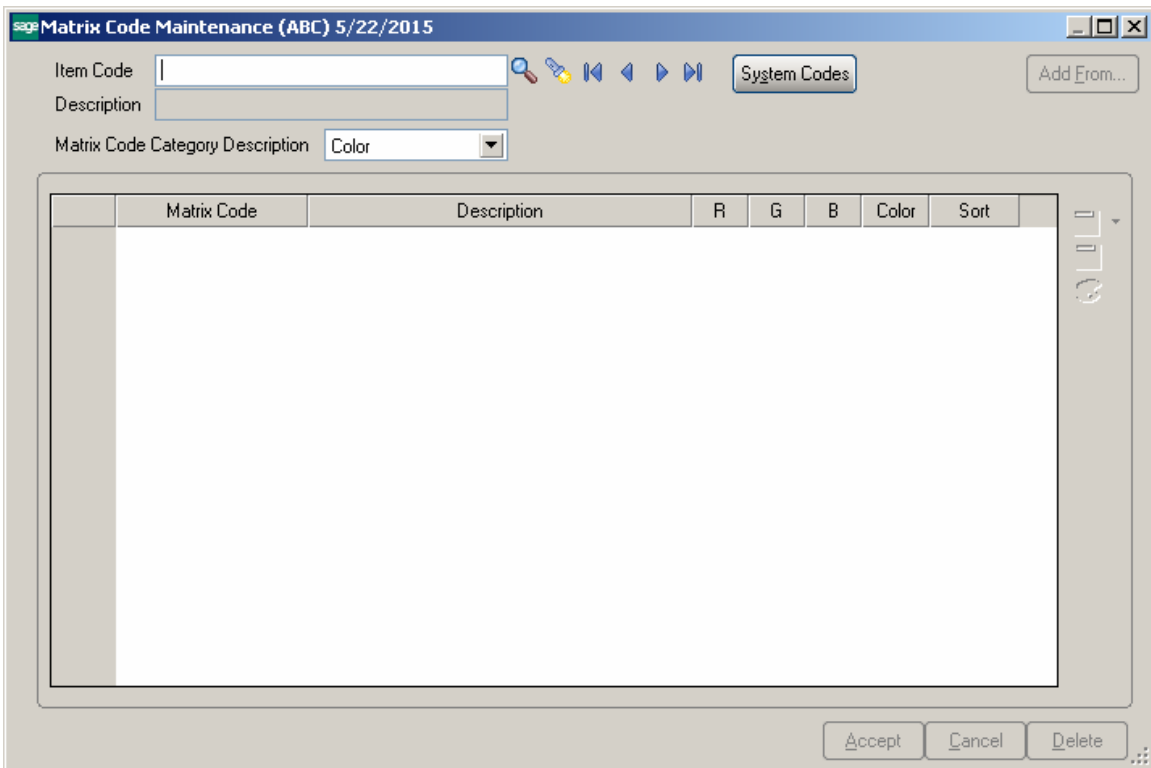 sage Matrix Code Maintenance (ABC) 5/22/2015
Item Code System Codes Add From...
Description
Matrix Code Category Description Color
Matrix Code Description R G B Color Sort
Accept Cancel Delete